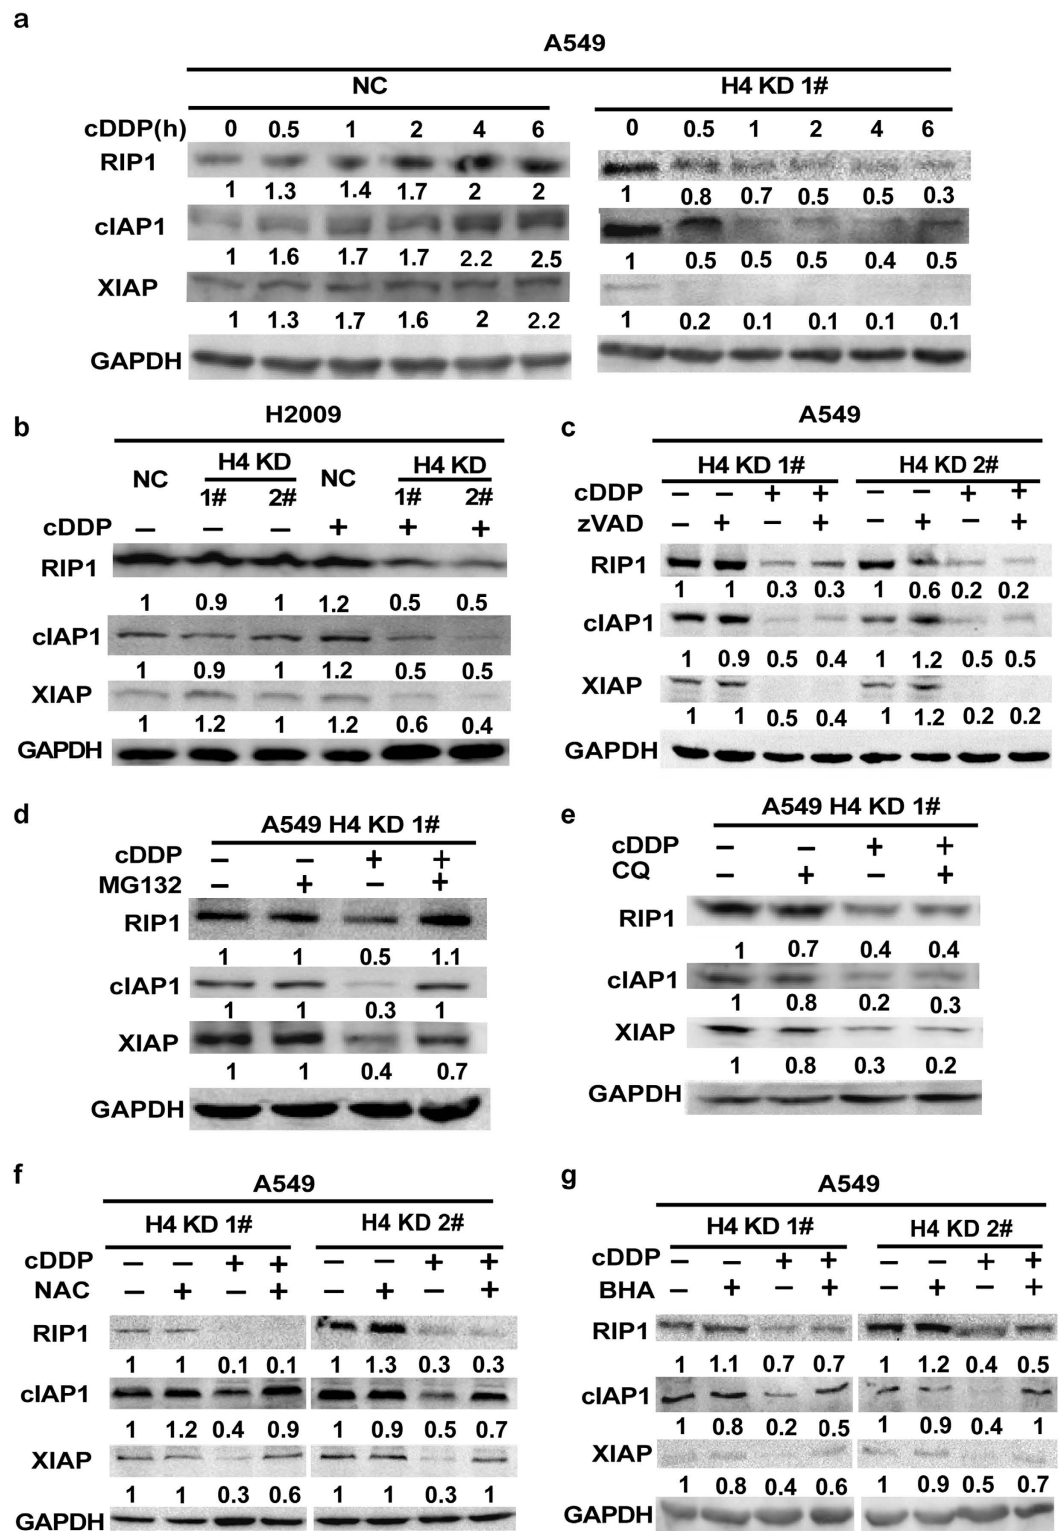 a
A549
NC H4 KD 1#
cDDP(h) 0 0.5 1 2 4 6 0 0.5 1 2 4 6
RIP1
1 1.3 1.4 1.7 2 2 1 0.8 0.7 0.5 0.5 0.3
cIAP1
1 1.6 1.7 1.7 2.2 2.5 1 0.5 0.5 0.5 0.4 0.5
XIAP
1 1.3 1.7 1.6 2 2.2 1 0.2 0.1 0.1 0.1 0.1
GAPDH
b
H2009
NC H4 KD NC H4 KD
1# 2# 1# 2#
cDDP – – – + + +
RIP1
1 0.9 1 1.2 0.5 0.5
cIAP1
1 0.9 1 1.2 0.5 0.5
XIAP
1 1.2 1 1.2 0.6 0.4
GAPDH
c
A549
H4 KD 1# H4 KD 2#
cDDP – – + + – – + +
zVAD – + – + – + – +
RIP1
1 1 0.3 0.3 1 0.6 0.2 0.2
cIAP1
1 0.9 0.5 0.4 1 1.2 0.5 0.5
XIAP
1 1 0.5 0.4 1 1.2 0.2 0.2
GAPDH
d
A549 H4 KD 1#
cDDP – – + +
MG132 – + – +
RIP1
1 1 0.5 1.1
cIAP1
1 1 0.3 1
XIAP
1 1 0.4 0.7
GAPDH
e
A549 H4 KD 1#
cDDP – – + +
CQ – + – +
RIP1
1 0.7 0.4 0.4
cIAP1
1 0.8 0.2 0.3
XIAP
1 0.8 0.3 0.2
GAPDH
f
A549
H4 KD 1# H4 KD 2#
cDDP – – + + – – + +
NAC – + – + – + – +
RIP1
1 1 0.1 0.1 1 1.3 0.3 0.3
cIAP1
1 1.2 0.4 0.9 1 0.9 0.5 0.7
XIAP
1 1 0.3 0.6 1 1 0.3 1
GAPDH
g
A549
H4 KD 1# H4 KD 2#
cDDP – – + + – – + +
BHA – + – + – + – +
RIP1
1 1.1 0.7 0.7 1 1.2 0.4 0.5
cIAP1
1 0.8 0.2 0.5 1 0.9 0.4 1
XIAP
1 0.8 0.4 0.6 1 0.9 0.5 0.7
GAPDH